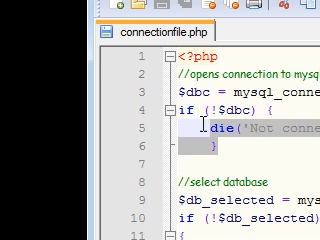 connectionfile.php
1 <?php
2 //opens connection to mysq
3 $dbc = mysql_conne
4 if (!$dbc) {
5 die('Not conne
6 }
7
8 //select database
9 $db_selected = mys
10 if (!$db_selected)
11 {